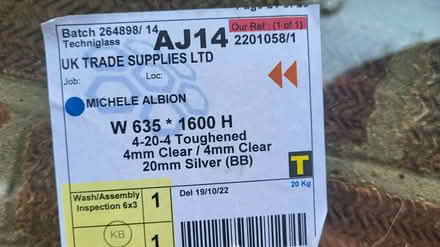 Batch 264898/ 14
Techniglass
AJ14
Our Ref : (1 of 1)
2201058/1
UK TRADE SUPPLIES LTD
Job: Loc:
MICHELE ALBION
W 635 * 1600 H
4-20-4 Toughened
4mm Clear / 4mm Clear
20mm Silver (BB)
T
20 Kg
Wash/Assembly 1
Inspection 6x3
Del 19/10/22
KB
1